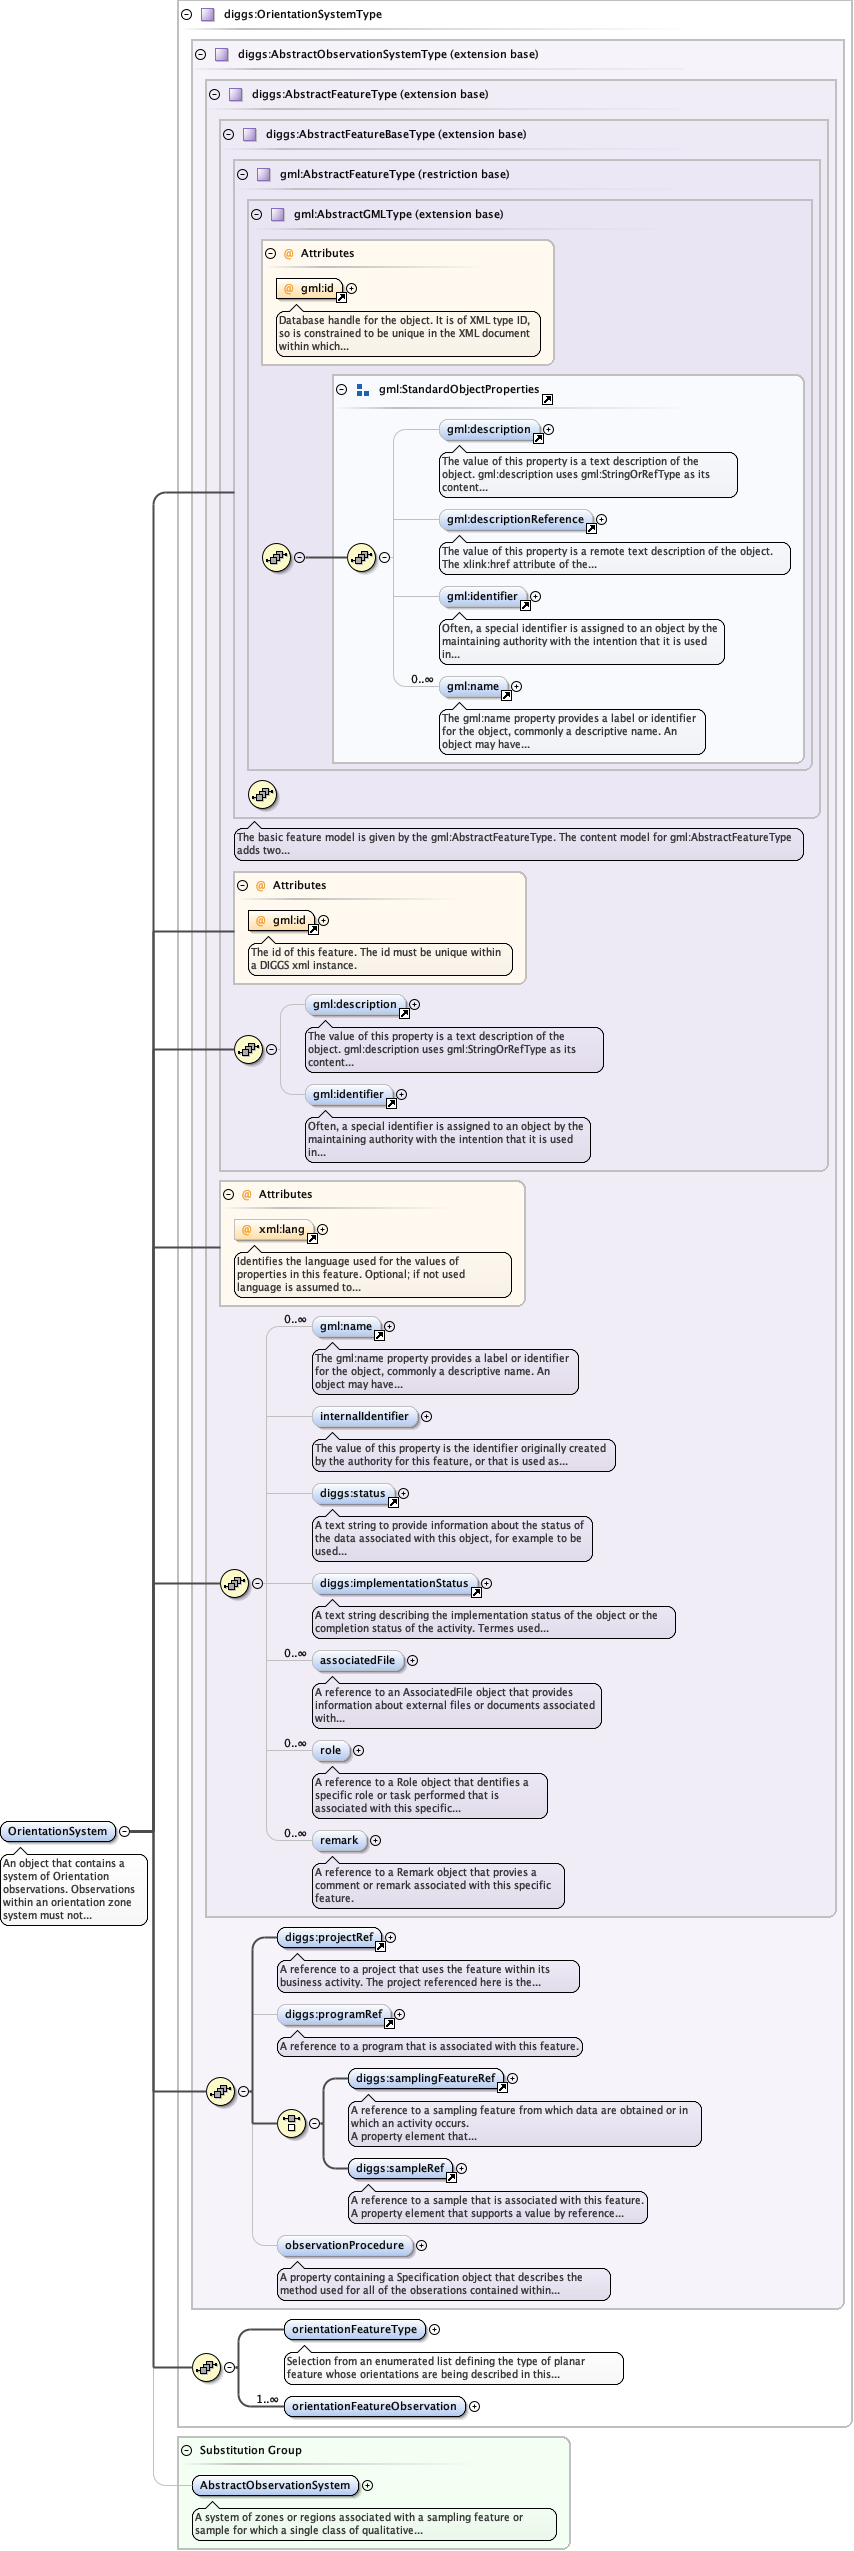 diggs:OrientationSystemType
diggs:AbstractObservationSystemType (extension base)
diggs:AbstractFeatureType (extension base)
diggs:AbstractFeatureBaseType (extension base)
gml:AbstractFeatureType (restriction base)
gml:AbstractGMLType (extension base)
@ Attributes
@ gml:id
Database handle for the object. It is of XML type ID,
so is constrained to be unique in the XML document
within which...
gml:StandardObjectProperties
gml:description
The value of this property is a text description of the
object. gml:description uses gml:StringOrRefType as its
content...
gml:descriptionReference
The value of this property is a remote text description of the object.
The xlink:href attribute of the...
gml:identifier
Often, a special identifier is assigned to an object by the
maintaining authority with the intention that it is used
in...
0..∞
gml:name
The gml:name property provides a label or identifier
for the object, commonly a descriptive name. An
object may have...
The basic feature model is given by the gml:AbstractFeatureType. The content model for gml:AbstractFeatureType
adds two...
@ Attributes
@ gml:id
The id of this feature. The id must be unique within
a DIGGS xml instance.
gml:description
The value of this property is a text description of the
object. gml:description uses gml:StringOrRefType as its
content...
gml:identifier
Often, a special identifier is assigned to an object by the
maintaining authority with the intention that it is used
in...
@ Attributes
@ xml:lang
Identifies the language used for the values of
properties in this feature. Optional; if not used
language is assumed to...
0..∞
gml:name
The gml:name property provides a label or identifier
for the object, commonly a descriptive name. An
object may have...
internalIdentifier
The value of this property is the identifier originally created
by the authority for this feature, or that is used as...
diggs:status
A text string to provide information about the status of
the data associated with this object, for example to be
used...
diggs:implementationStatus
A text string describing the implementation status of the object or the
completion status of the activity. Termes used...
0..∞
associatedFile
A reference to an AssociatedFile object that provides
information about external files or documents associated
with...
0..∞
role
A reference to a Role object that dentifies a
specific role or task performed that is
associated with this specific...
0..∞
remark
A reference to a Remark object that provies a
comment or remark associated with this specific
feature.
OrientationSystem
An object that contains a
system of Orientation
observations. Observations
within an orientation zone
system must not...
diggs:projectRef
A reference to a project that uses the feature within its
business activity. The project referenced here is the...
diggs:programRef
A reference to a program that is associated with this feature.
diggs:samplingFeatureRef
A reference to a sampling feature from which data are obtained or in
which an activity occurs.
A property element that...
diggs:sampleRef
A reference to a sample that is associated with this feature.
A property element that supports a value by reference...
observationProcedure
A property containing a Specification object that describes the
method used for all of the obserations contained within...
orientationFeatureType
Selection from an enumerated list defining the type of planar
feature whose orientations are being described in this...
1..∞
orientationFeatureObservation
Substitution Group
AbstractObservationSystem
A system of zones or regions associated with a sampling feature or
sample for which a single class of qualitative...